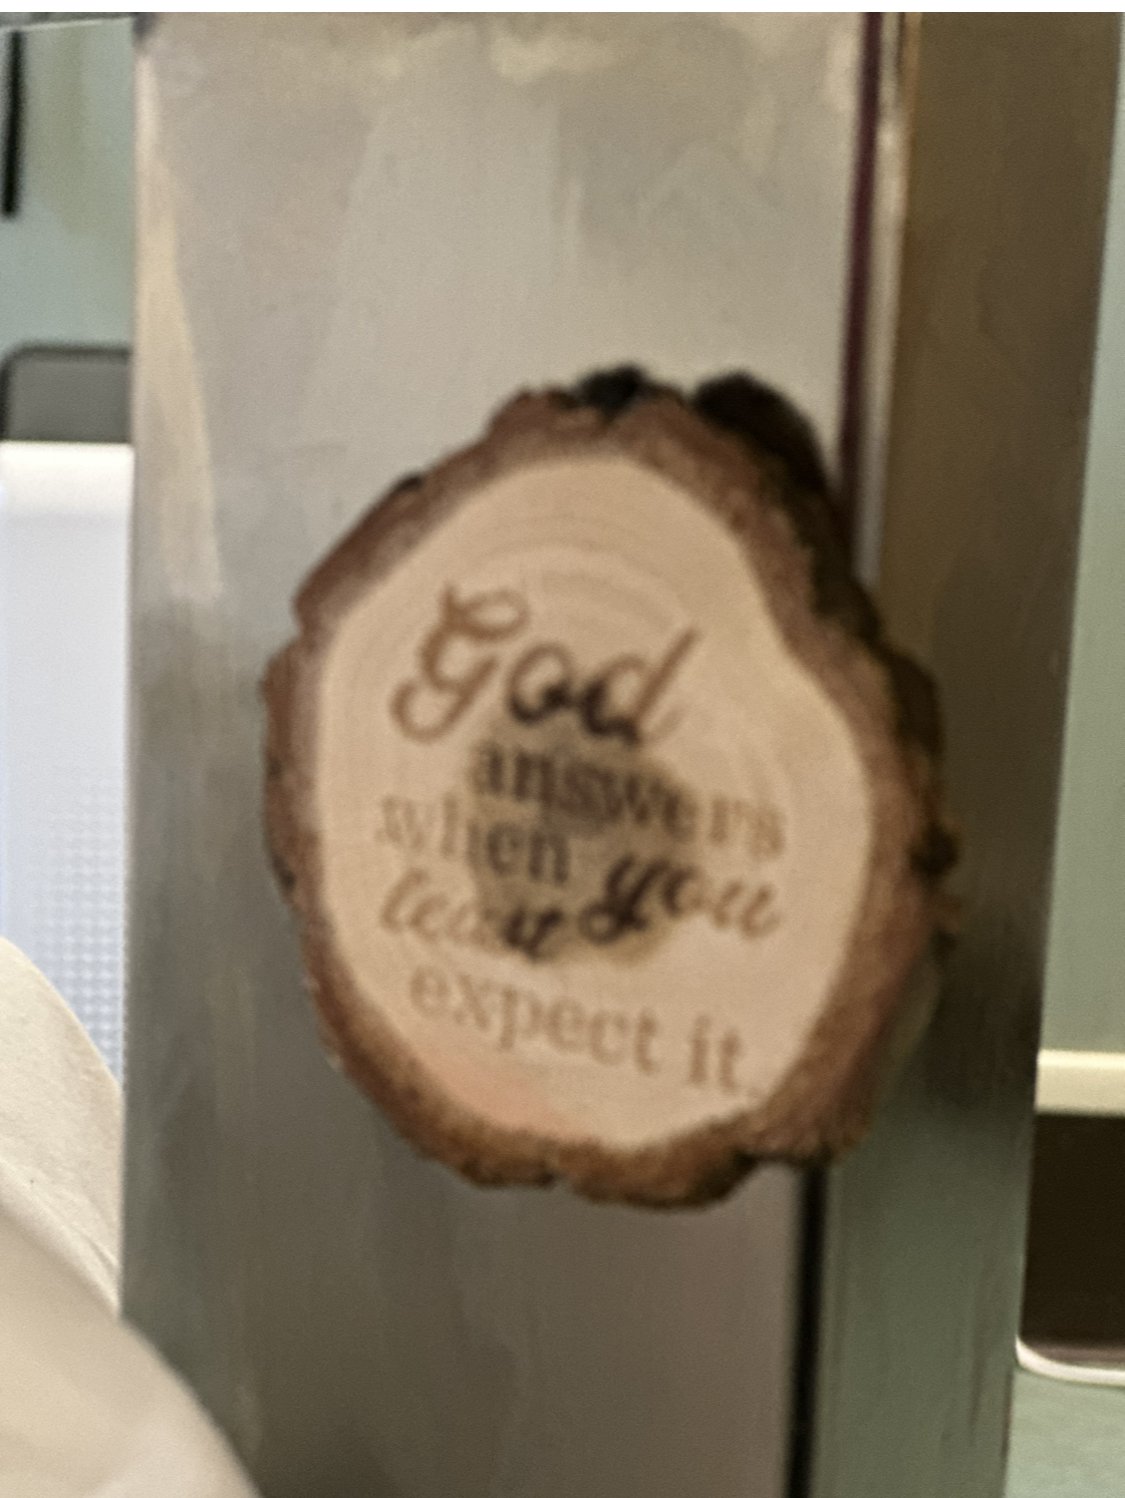 God
answers
when you
least
expect it.